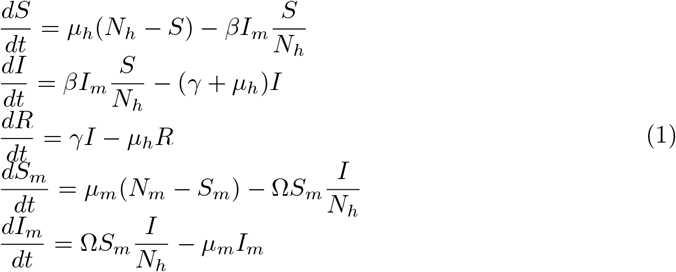 dS/dt = μ_h(N_h − S) − βI_m S/N_h
dI/dt = βI_m S/N_h − (γ + μ_h)I
dR/dt = γI − μ_hR (1)
dS_m/dt = μ_m(N_m − S_m) − ΩS_m I/N_h
dI_m/dt = ΩS_m I/N_h − μ_mI_m